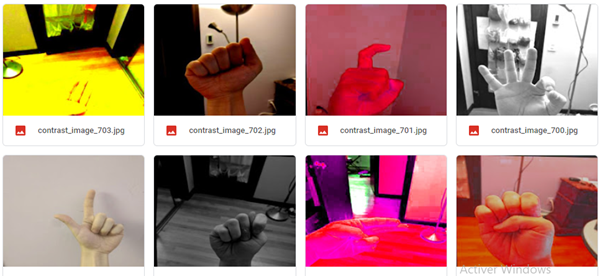 contrast_image_703.jpg
contrast_image_702.jpg
contrast_image_701.jpg
contrast_image_700.jpg
Activer Windows